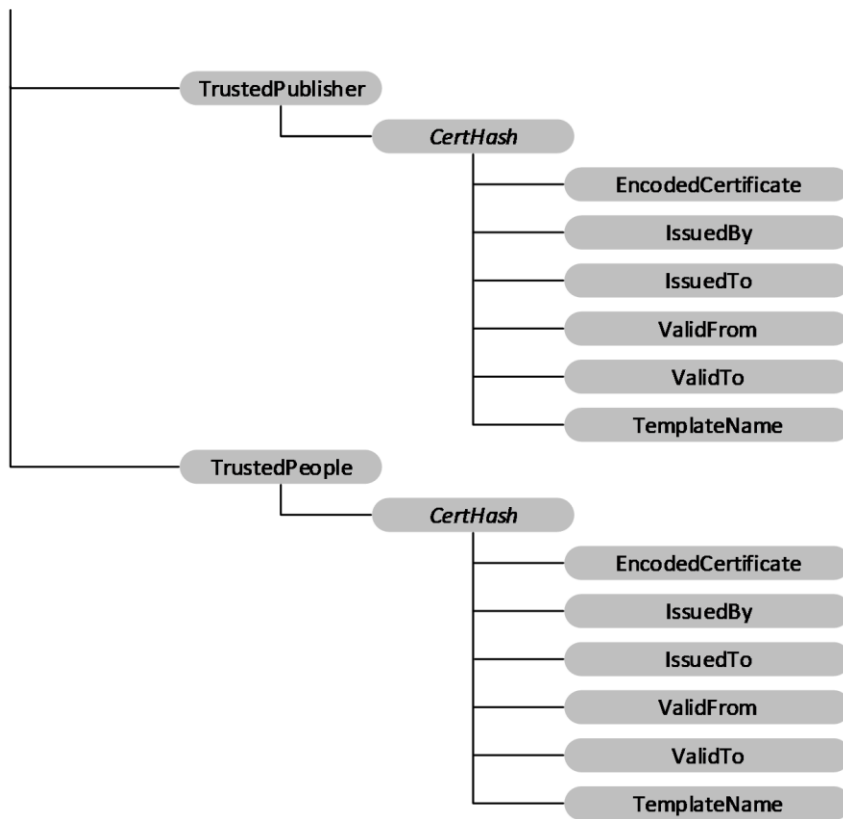 TrustedPublisher
CertHash
EncodedCertificate
IssuedBy
IssuedTo
ValidFrom
ValidTo
TemplateName
TrustedPeople
CertHash
EncodedCertificate
IssuedBy
IssuedTo
ValidFrom
ValidTo
TemplateName